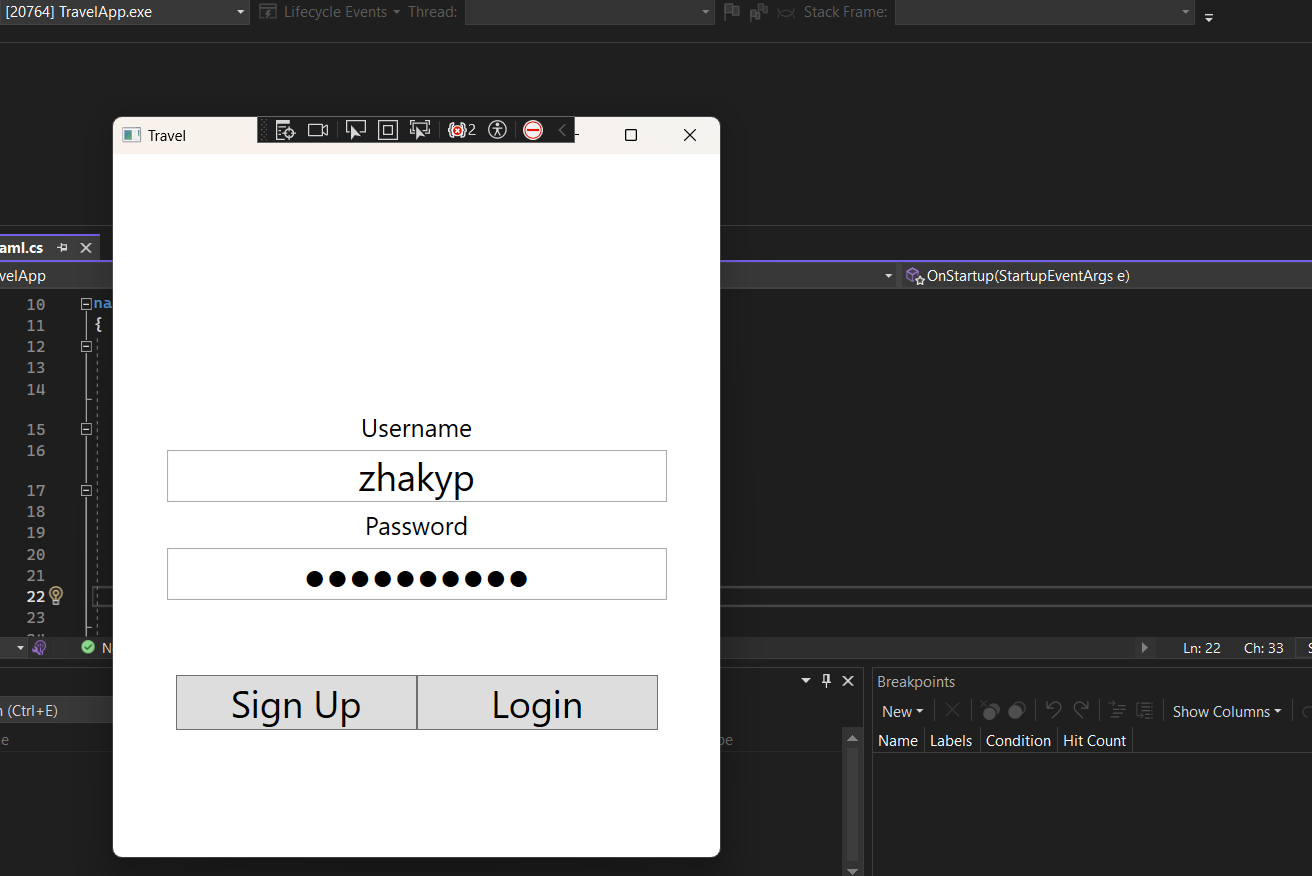 [20764] TravelApp.exe
Lifecycle Events
Thread:
Stack Frame:
Travel
2
aml.cs
velApp
OnStartup(StartupEventArgs e)
10
na
11
{
12
13
14
15
16
17
18
19
20
21
22
23
Username
zhakyp
Password
●●●●●●●●●●
Sign Up
Login
N
Ln: 22
Ch: 33
Breakpoints
(Ctrl+E)
New
Show Columns
e
pe
Name
Labels
Condition
Hit Count